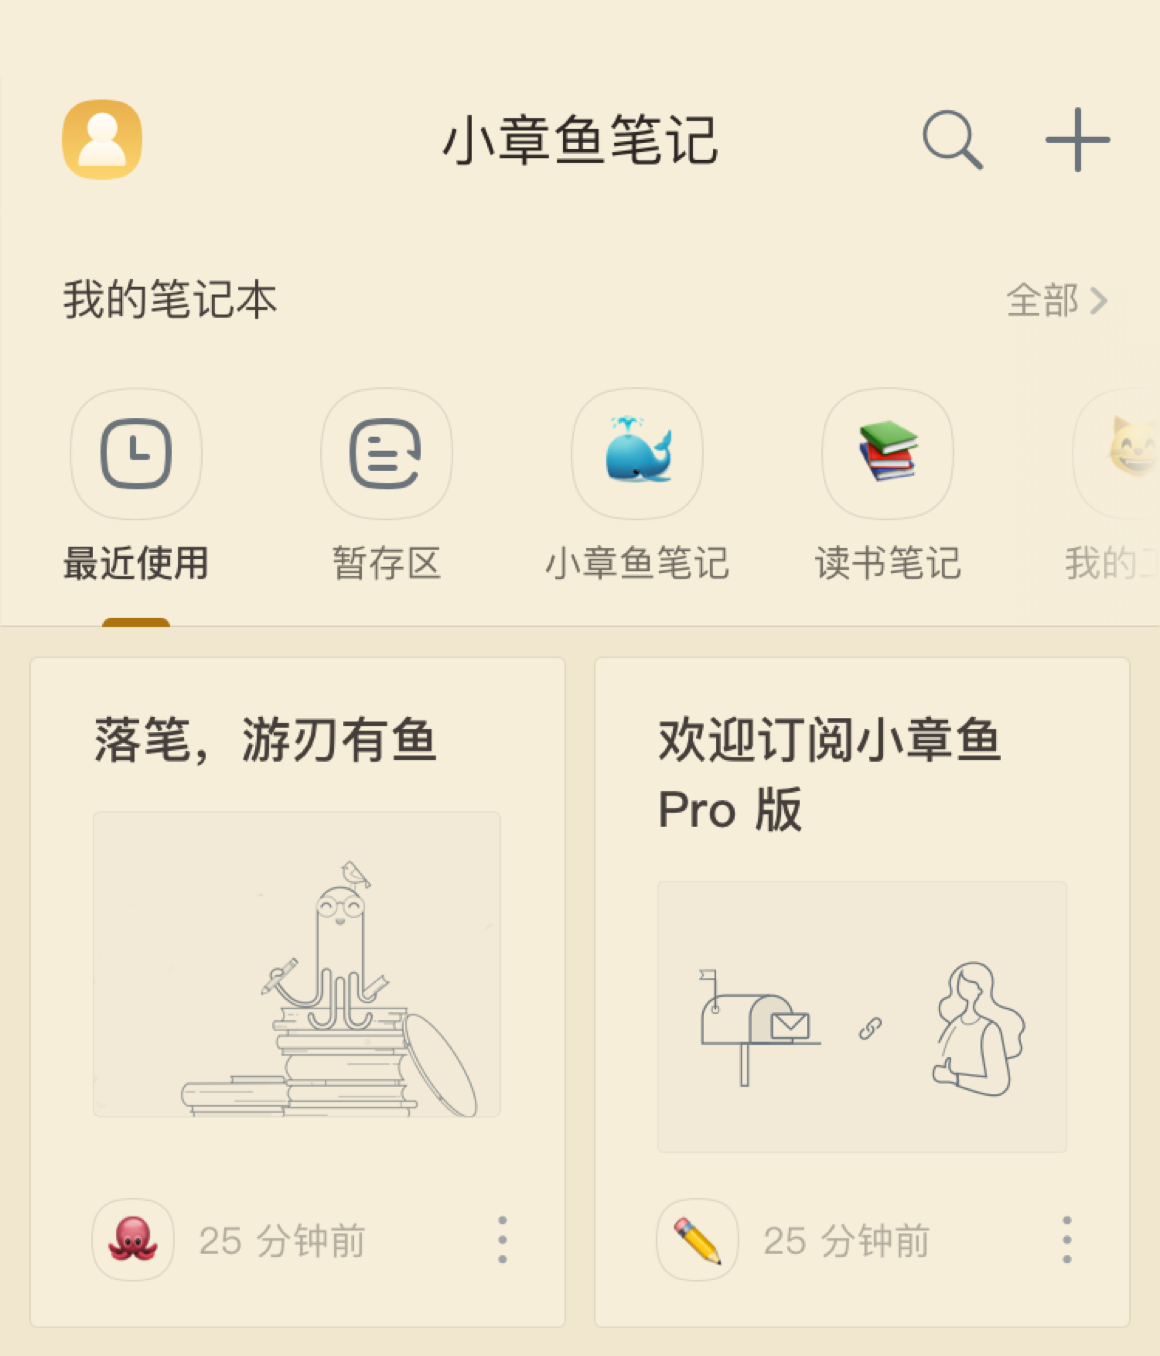 小章鱼笔记
我的笔记本
全部
最近使用
暂存区
小章鱼笔记
读书笔记
我的
落笔，游刃有鱼
欢迎订阅小章鱼
Pro 版
25 分钟前
25 分钟前